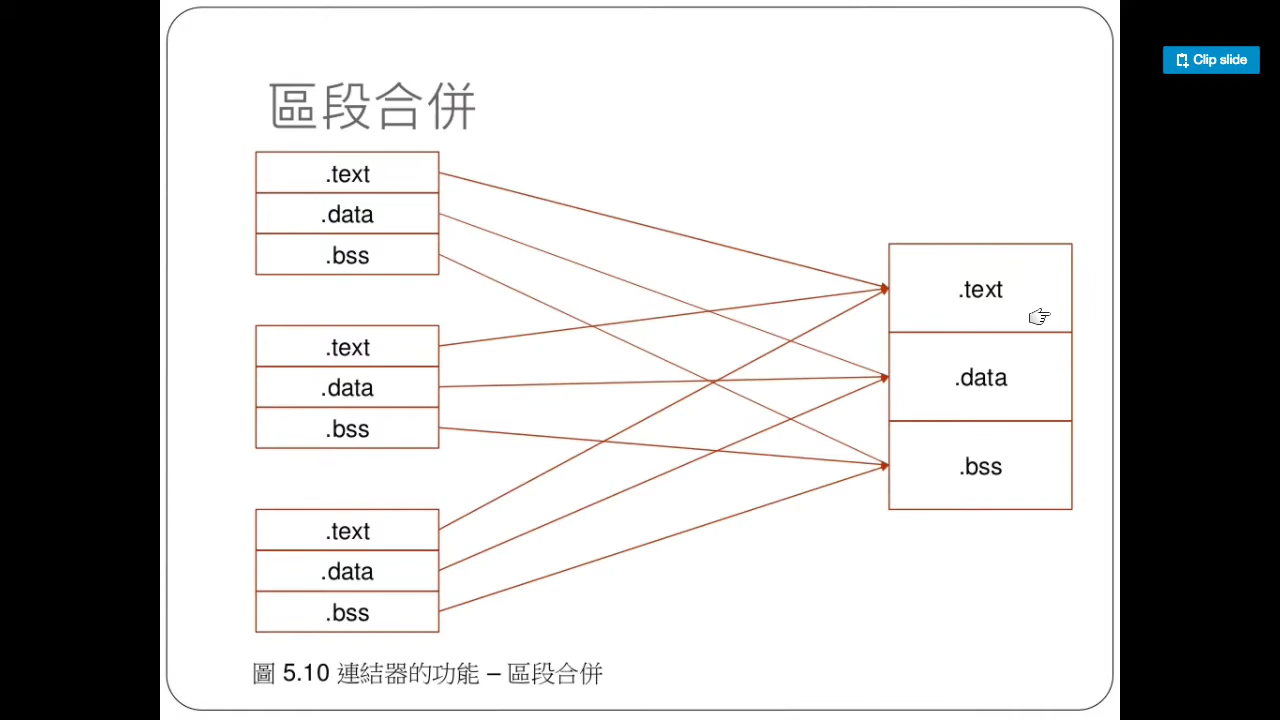 Clip slide
區段合併
.text
.data
.bss
.text
.data
.bss
.text
.data
.bss
.text
.data
.bss
圖 5.10 連結器的功能 – 區段合併